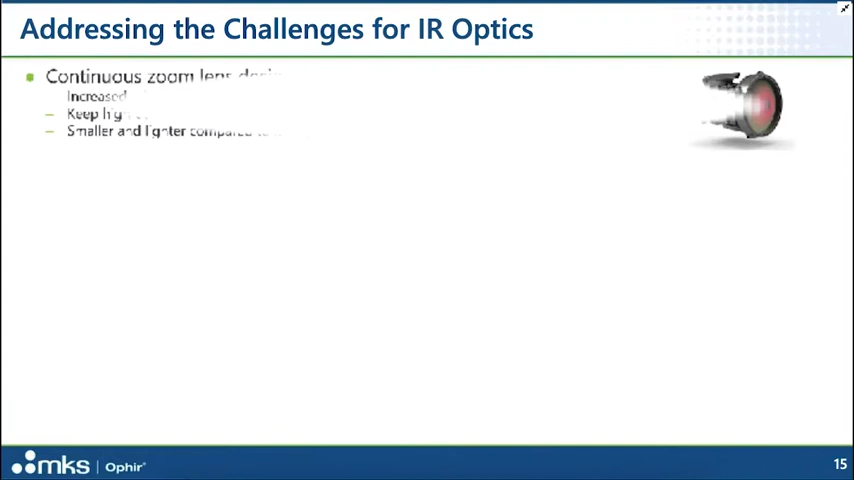 Addressing the Challenges for IR Optics
Continuous zoom lens
Increased
Keep
Smaller and lighter compared
mks | Ophir
15